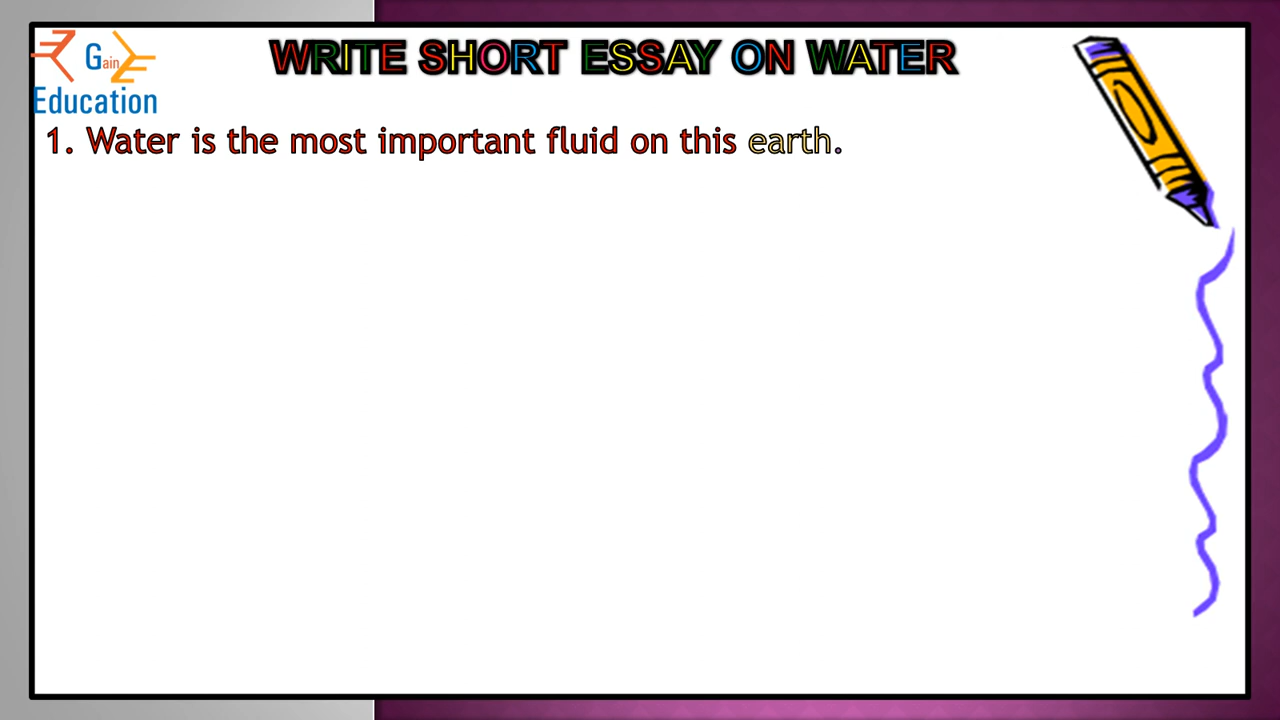 WRITE SHORT ESSAY ON WATER
Gain
Education
1. Water is the most important fluid on this earth.